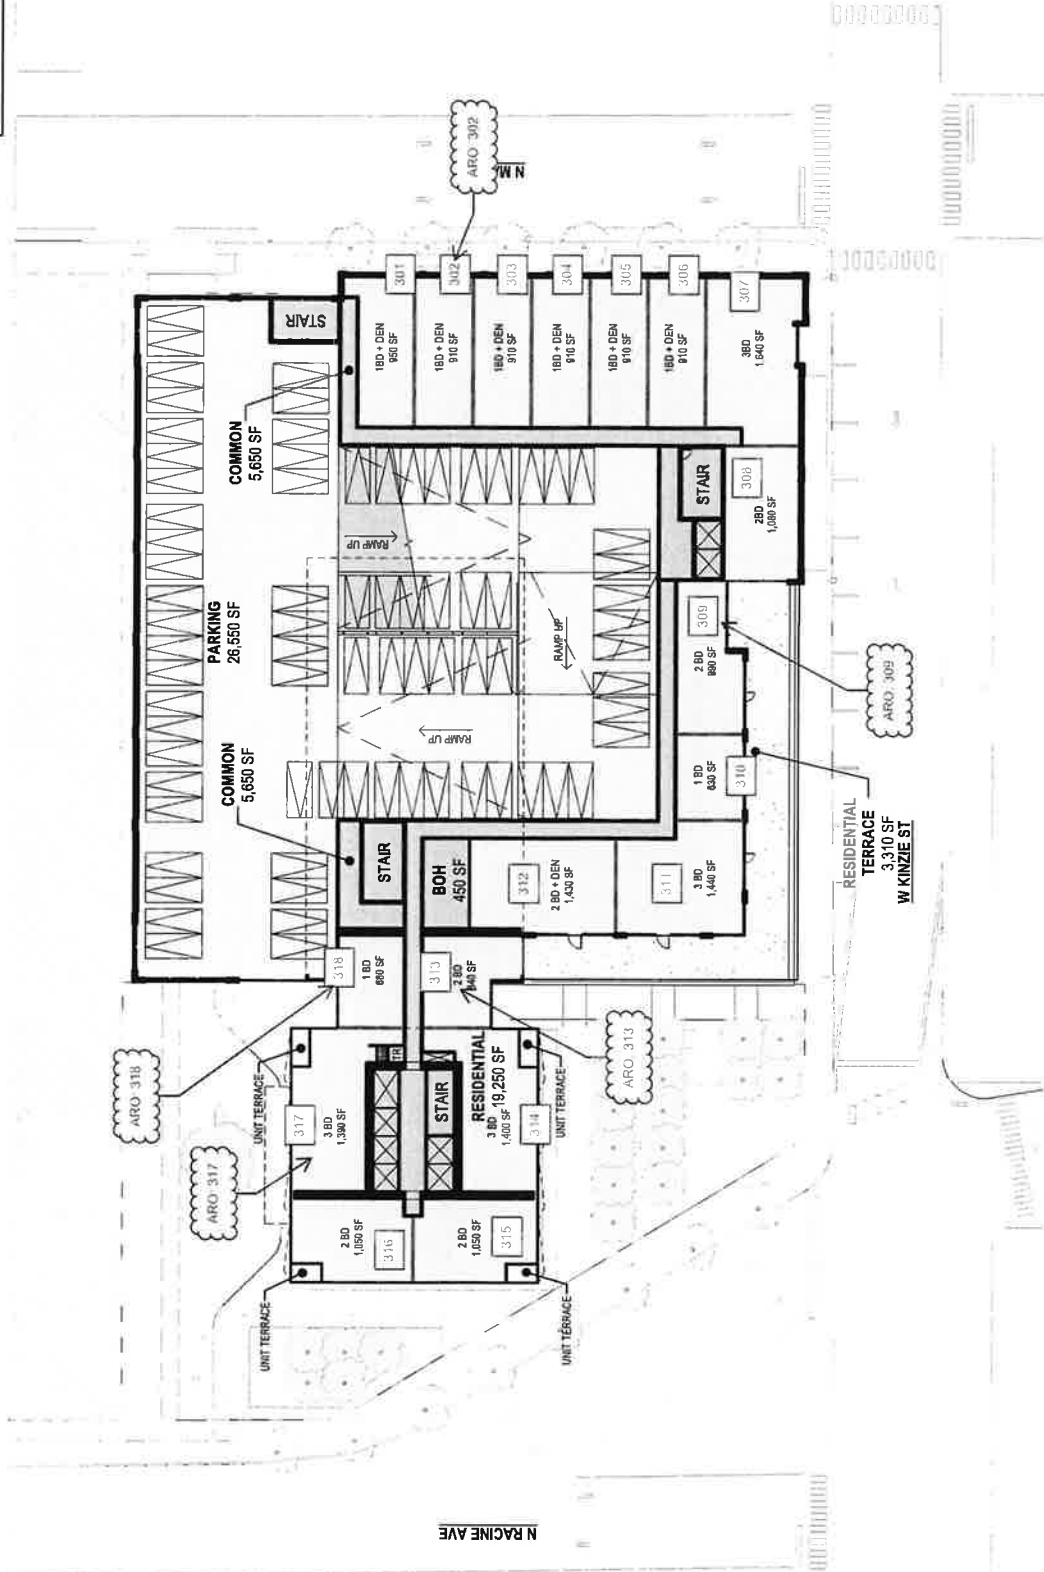 ARO: 302
N MA
301
1BD + DEN
950 SF
302
1BD + DEN
910 SF
303
1BD + DEN
910 SF
304
1BD + DEN
910 SF
305
1BD + DEN
910 SF
306
1BD + DEN
910 SF
307
3BD
1,640 SF
STAIR
COMMON
5,650 SF
STAIR
308
2BD
1,080 SF
RAMP UP
PARKING
26,550 SF
RAMP UP
RAMP UP
309
2 BD
990 SF
ARO: 309
310
1 BD
630 SF
RESIDENTIAL
TERRACE
3,310 SF
W KINZIE ST
COMMON
5,650 SF
STAIR
BOH
450 SF
312
2 BD + DEN
1,430 SF
311
3 BD
1,440 SF
318
1 BD
660 SF
313
2 BD
840 SF
ARO: 318
ARO: 313
UNIT TERRACE
317
3 BD
1,390 SF
TR
STAIR
RESIDENTIAL
19,250 SF
3 BD
1,400 SF
314
UNIT TERRACE
ARO: 317
2 BD
1,050 SF
316
2 BD
1,050 SF
315
UNIT TERRACE
UNIT TERRACE
N RACINE AVE